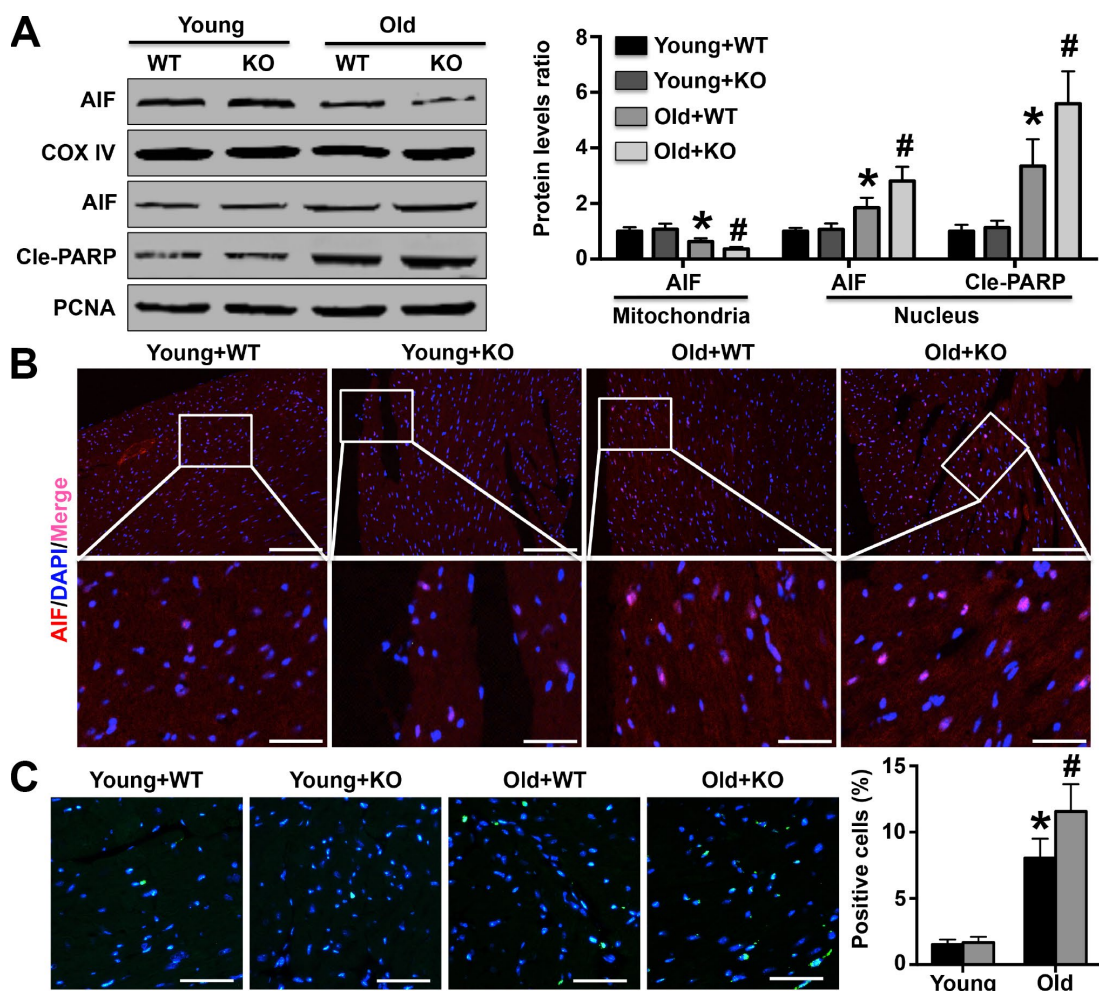 A
Young Old
WT KO WT KO
AIF
COX IV
AIF
Cle-PARP
PCNA
Protein levels ratio
8
6
4
2
0
Young+WT
Young+KO
Old+WT
Old+KO
* # * # * #
AIF AIF Cle-PARP
Mitochondria Nucleus
B
Young+WT Young+KO Old+WT Old+KO
AIF/DAPI/Merge
C
Young+WT Young+KO Old+WT Old+KO
Positive cells (%)
15
10
5
0
* #
Young Old